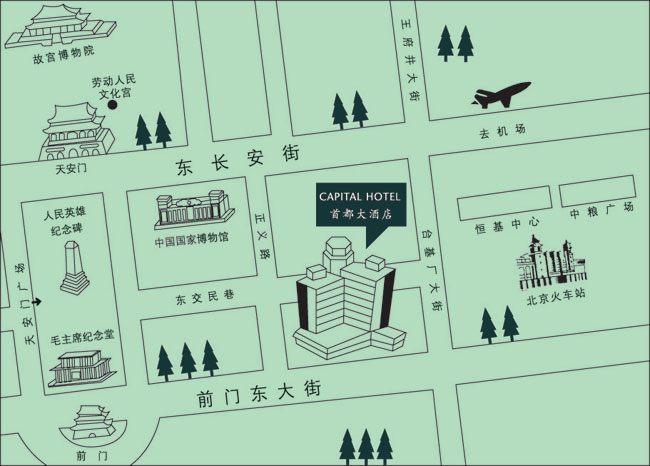 故宫博物院
劳动人民
文化宫
王府井大街
去机场
天安门
东长安街
人民英雄
纪念碑
中国国家博物馆
正义路
CAPITAL HOTEL
首都大酒店
台基厂大街
恒基中心
中粮广场
北京火车站
天安门广场
东交民巷
毛主席纪念堂
前门东大街
前门